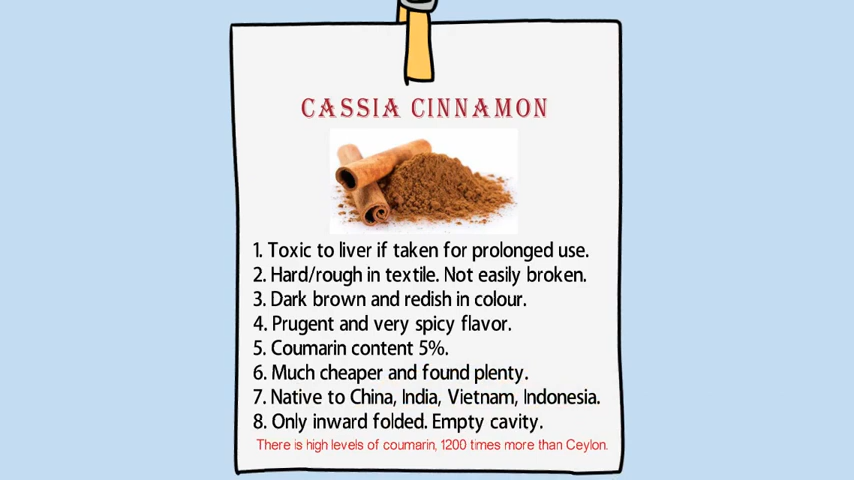 CASSIA CINNAMON
1. Toxic to liver if taken for prolonged use.
2. Hard/rough in textile. Not easily broken.
3. Dark brown and redish in colour.
4. Prugent and very spicy flavor.
5. Coumarin content 5%.
6. Much cheaper and found plenty.
7. Native to China, India, Vietnam, Indonesia.
8. Only inward folded. Empty cavity.
There is high levels of coumarin, 1200 times more than Ceylon.